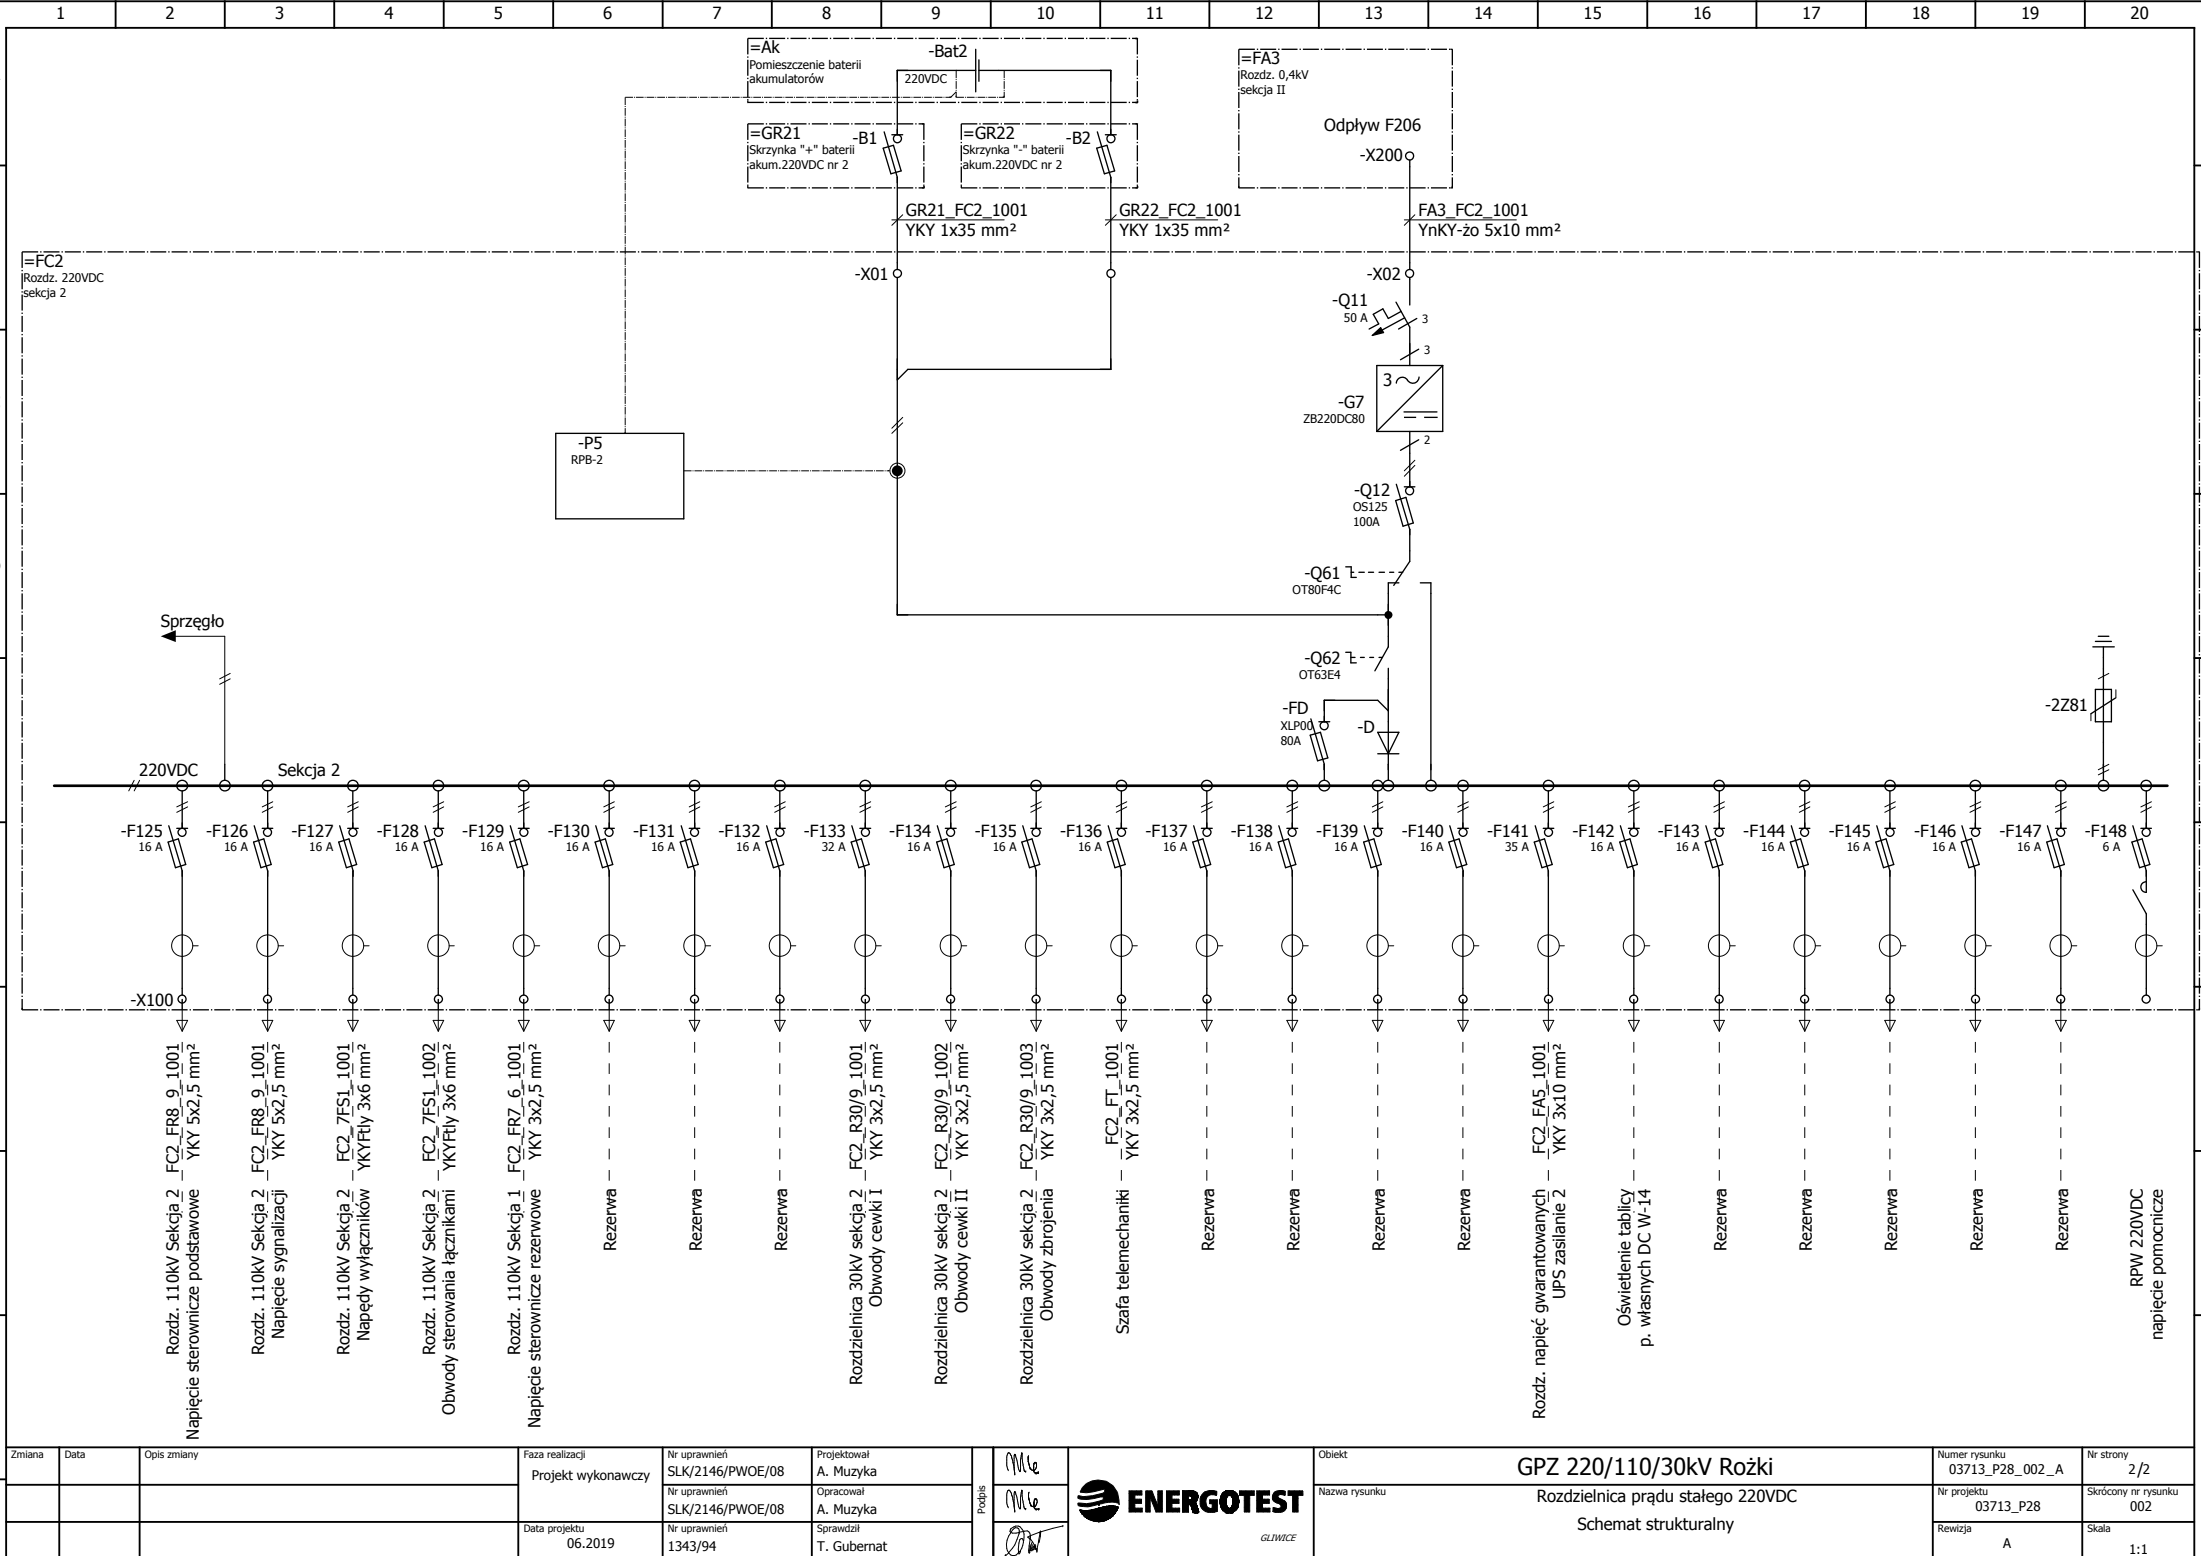 1 2 3 4 5 6 7 8 9 10 11 12 13 14 15 16 17 18 19 20
=Ak
Pomieszczenie baterii
akumulatorów
-Bat2
220VDC
=GR21
Skrzynka "+" baterii
akum.220VDC nr 2
-B1
=GR22
Skrzynka "-" baterii
akum.220VDC nr 2
-B2
=FA3
Rozdz. 0,4kV
sekcja II
Odpływ F206
-X200
GR21_FC2_1001
YKY 1x35 mm²
GR22_FC2_1001
YKY 1x35 mm²
FA3_FC2_1001
YnKY-żo 5x10 mm²
=FC2
Rozdz. 220VDC
sekcja 2
-X01
-X02
-Q11
50 A
3
3
3
-G7
ZB220DC80
2
-P5
RPB-2
-Q12
OS125
100A
-Q61
OT80F4C
Sprzęgło
-Q62
OT63E4
-FD
XLP00
80A
-D
-2Z81
220VDC
Sekcja 2
-F125
16 A
-F126
16 A
-F127
16 A
-F128
16 A
-F129
16 A
-F130
16 A
-F131
16 A
-F132
16 A
-F133
32 A
-F134
16 A
-F135
16 A
-F136
16 A
-F137
16 A
-F138
16 A
-F139
16 A
-F140
16 A
-F141
35 A
-F142
16 A
-F143
16 A
-F144
16 A
-F145
16 A
-F146
16 A
-F147
16 A
-F148
6 A
-X100
FC2_FR8_9_1001
YKY 5x2,5 mm²
Rozdz. 110kV Sekcja 2
Napięcie sterownicze podstawowe
FC2_FR8_9_1001
YKY 5x2,5 mm²
Rozdz. 110kV Sekcja 2
Napięcie sygnalizacji
FC2_7FS1_1001
YKYFtly 3x6 mm²
Rozdz. 110kV Sekcja 2
Napędy wyłączników
FC2_7FS1_1002
YKYFtly 3x6 mm²
Rozdz. 110kV Sekcja 2
Obwody sterowania łącznikami
FC2_FR7_6_1001
YKY 3x2,5 mm²
Rozdz. 110kV Sekcja 1
Napięcie sterownicze rezerwowe
Rezerwa
Rezerwa
Rezerwa
FC2_R30/9_1001
YKY 3x2,5 mm²
Rozdzielnica 30kV sekcja 2
Obwody cewki I
FC2_R30/9_1002
YKY 3x2,5 mm²
Rozdzielnica 30kV sekcja 2
Obwody cewki II
FC2_R30/9_1003
YKY 3x2,5 mm²
Rozdzielnica 30kV sekcja 2
Obwody zbrojenia
FC2_FT_1001
YKY 3x2,5 mm²
Szafa telemechaniki
Rezerwa
Rezerwa
Rezerwa
Rezerwa
FC2_FA5_1001
YKY 3x10 mm²
Rozdz. napięć gwarantowanych
UPS zasilanie 2
Oświetlenie tablicy
p. własnych DC W-14
Rezerwa
Rezerwa
Rezerwa
Rezerwa
Rezerwa
RPW 220VDC
napięcie pomocnicze
Zmiana
Data
Opis zmiany
Faza realizacji
Projekt wykonawczy
Data projektu
06.2019
Nr uprawnień
SLK/2146/PWOE/08
Nr uprawnień
SLK/2146/PWOE/08
Nr uprawnień
1343/94
Projektował
A. Muzyka
Opracował
A. Muzyka
Sprawdził
T. Gubernat
Podpis
ENERGOTEST
GLIWICE
Obiekt
GPZ 220/110/30kV Rożki
Nazwa rysunku
Rozdzielnica prądu stałego 220VDC
Schemat strukturalny
Numer rysunku
03713_P28_002_A
Nr strony
2/2
Nr projektu
03713_P28
Skrócony nr rysunku
002
Rewizja
A
Skala
1:1